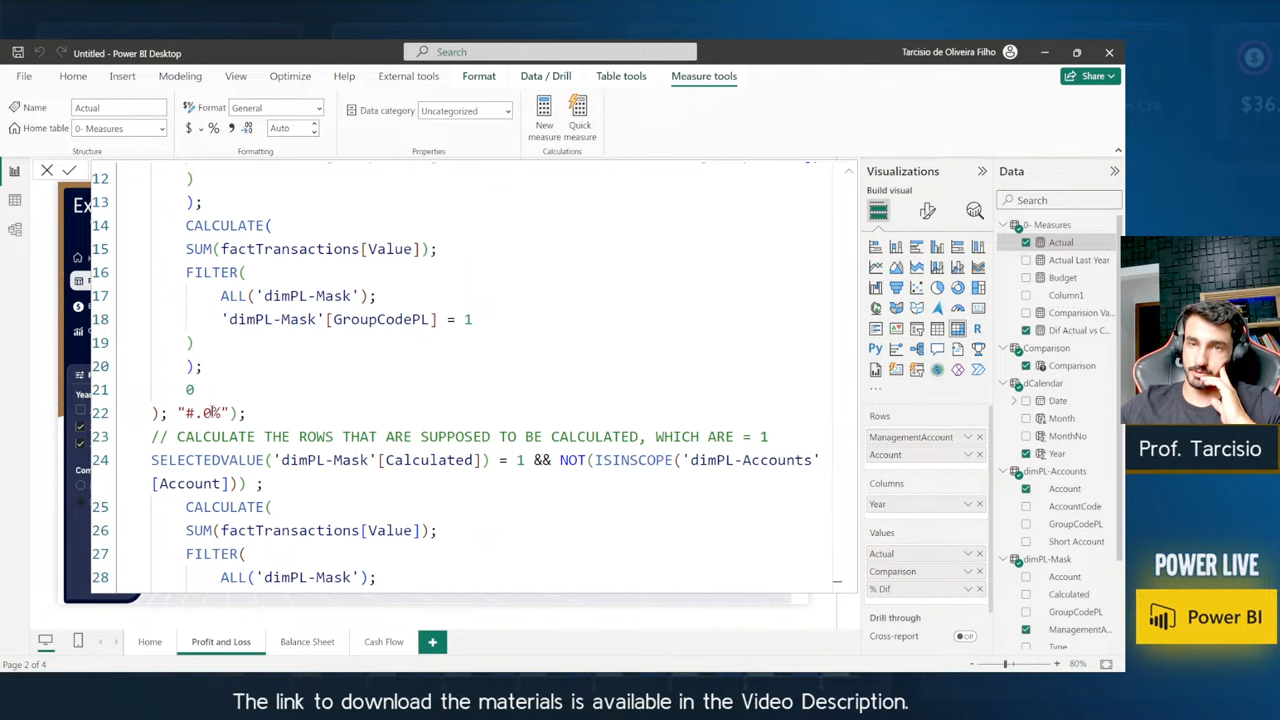 Untitled - Power BI Desktop
Search
Tarcisio de Oliveira Filho
File Home Insert Modeling View Optimize Help External tools Format Data / Drill Table tools Measure tools
Share
Name Actual
Home table 0- Measures
Structure
Format General
$ % , Auto
Formatting
Data category Uncategorized
Properties
New measure
Quick measure
Calculations
12 )
13 );
14 CALCULATE(
15 SUM(factTransactions[Value]);
16 FILTER(
17 ALL('dimPL-Mask');
18 'dimPL-Mask'[GroupCodePL] = 1
19 )
20 );
21 0
22 ); "#.0%");
23 // CALCULATE THE ROWS THAT ARE SUPPOSED TO BE CALCULATED, WHICH ARE = 1
24 SELECTEDVALUE('dimPL-Mask'[Calculated]) = 1 && NOT(ISINSCOPE('dimPL-Accounts'
[Account])) ;
25 CALCULATE(
26 SUM(factTransactions[Value]);
27 FILTER(
28 ALL('dimPL-Mask');
Ex
Visualizations
Build visual
R
Py
Rows
ManagementAccount
Account
Columns
Year
Values
Actual
Comparison
% Dif
Drill through
Cross-report
Off
Data
Search
0- Measures
Actual
Actual Last Year
Budget
Column1
Comparision Va...
Dif Actual vs C...
Comparison
Comparison
dCalendar
Date
Month
MonthNo
Year
dimPL-Accounts
Account
AccountCode
GroupCodePL
Short Account
dimPL-Mask
Account
Calculated
GroupCodePL
ManagementA...
Type
Home Profit and Loss Balance Sheet Cash Flow
Page 2 of 4
80%
Prof. Tarcisio
POWER LIVE
Power BI
The link to download the materials is available in the Video Description.